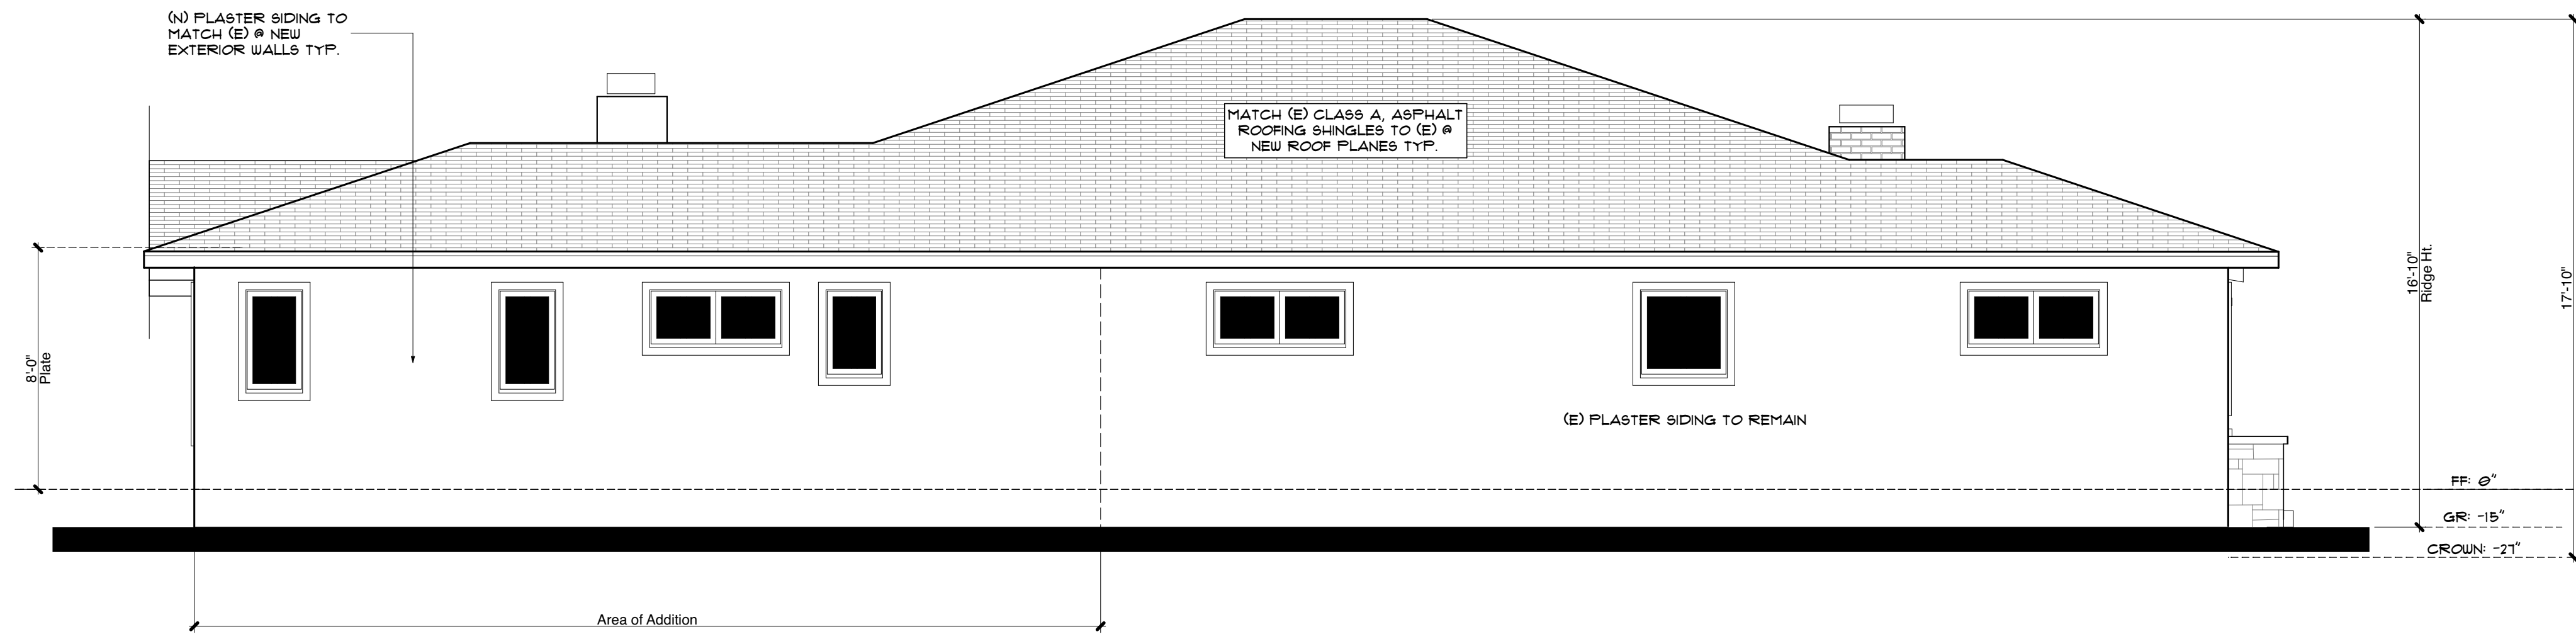 (N) PLASTER SIDING TO
MATCH (E) @ NEW
EXTERIOR WALLS TYP.
MATCH (E) CLASS A, ASPHALT
ROOFING SHINGLES TO (E) @
NEW ROOF PLANES TYP.
8'-0"
Plate
(E) PLASTER SIDING TO REMAIN
16'-10"
Ridge Ht.
17'-10"
FF: 0"
GR: -15"
CROWN: -27"
Area of Addition